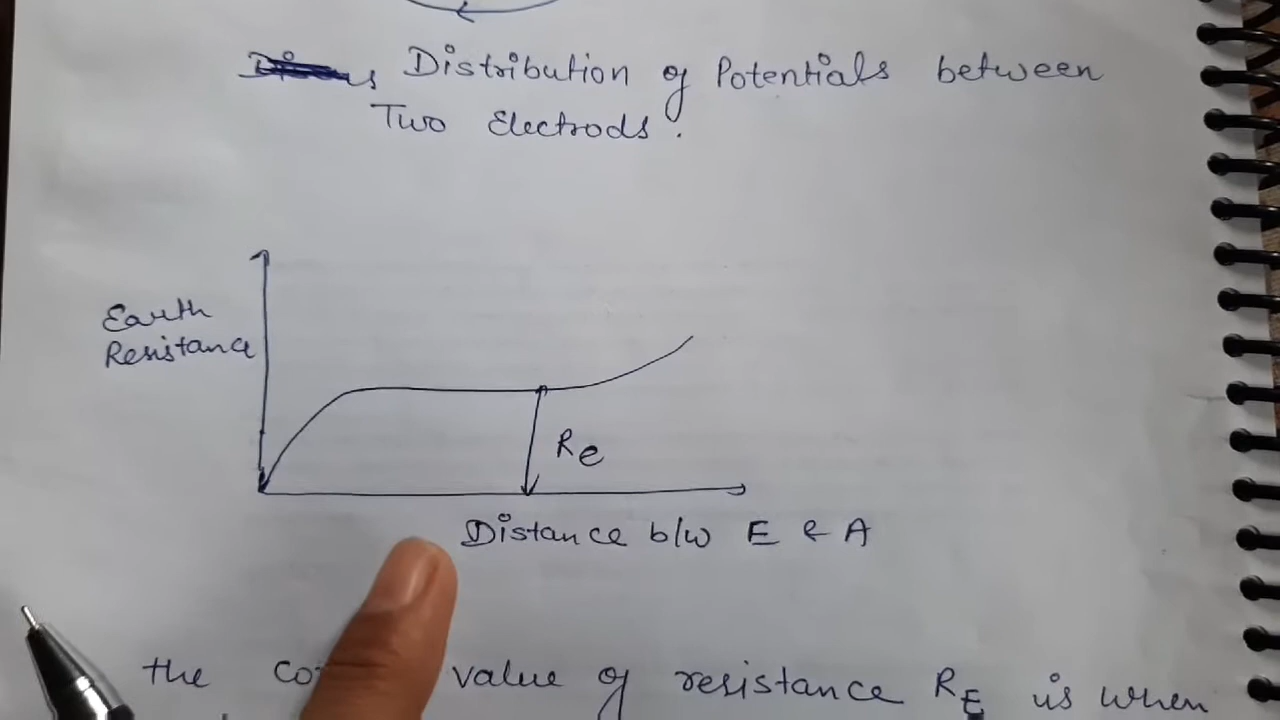 Distribution of Potentials between
Two Electrods.
Earth
Resistance
Re
Distance b/w E & A
the value of resistance RE is when